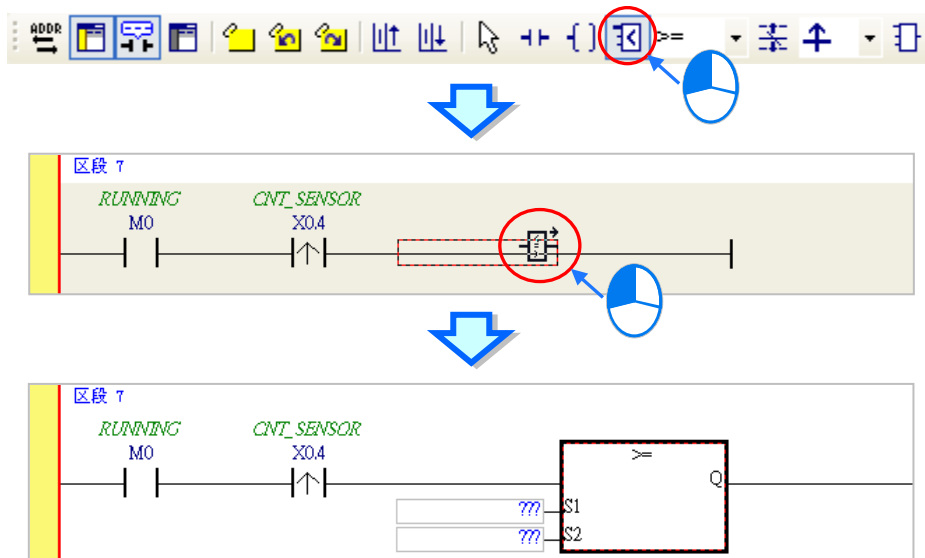 ADDR
>=
区段 7
RUNNING CNT_SENSOR
M0 X0.4
区段 7
RUNNING CNT_SENSOR
M0 X0.4
>=
Q
??? S1
??? S2